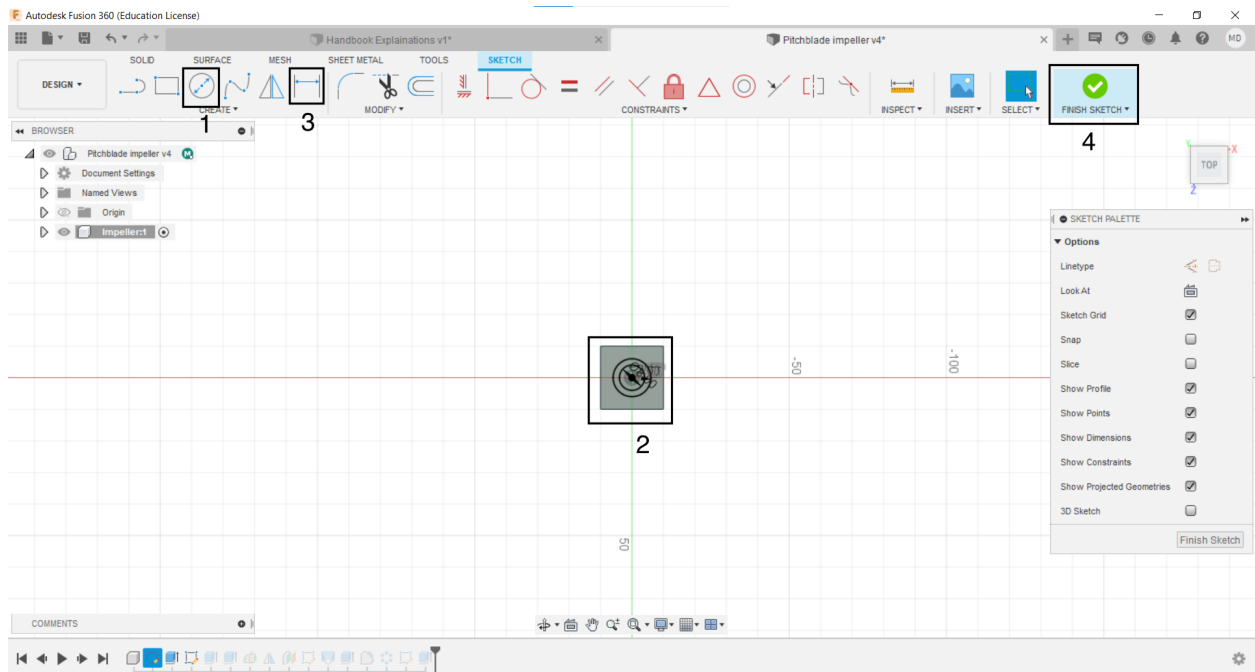 Autodesk Fusion 360 (Education License)
Handbook Explainations v1*
Pitchblade impeller v4*
MD
SOLID SURFACE MESH SHEET METAL TOOLS SKETCH
DESIGN
CREATE
MODIFY
CONSTRAINTS
INSPECT
INSERT
SELECT
FINISH SKETCH
1
3
4
BROWSER
Pitchblade impeller v4
M
Document Settings
Named Views
Origin
Impeller:1
X
Y
TOP
Z
SKETCH PALETTE
Options
Linetype
Look At
Sketch Grid
Snap
Slice
Show Profile
Show Points
Show Dimensions
Show Constraints
Show Projected Geometries
3D Sketch
Finish Sketch
-50
-100
2
50
COMMENTS